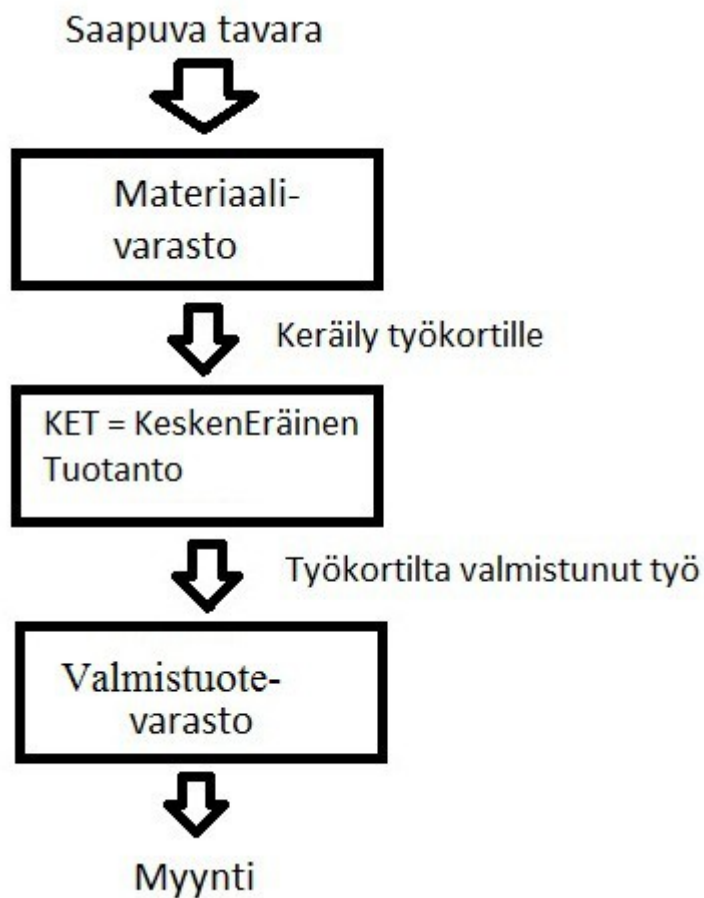 Saapuva tavara
Materiaali-
varasto
Keräily työkortille
KET = KeskenEräinen
Tuotanto
Työkortilta valmistunut työ
Valmistuote-
varasto
Myynti